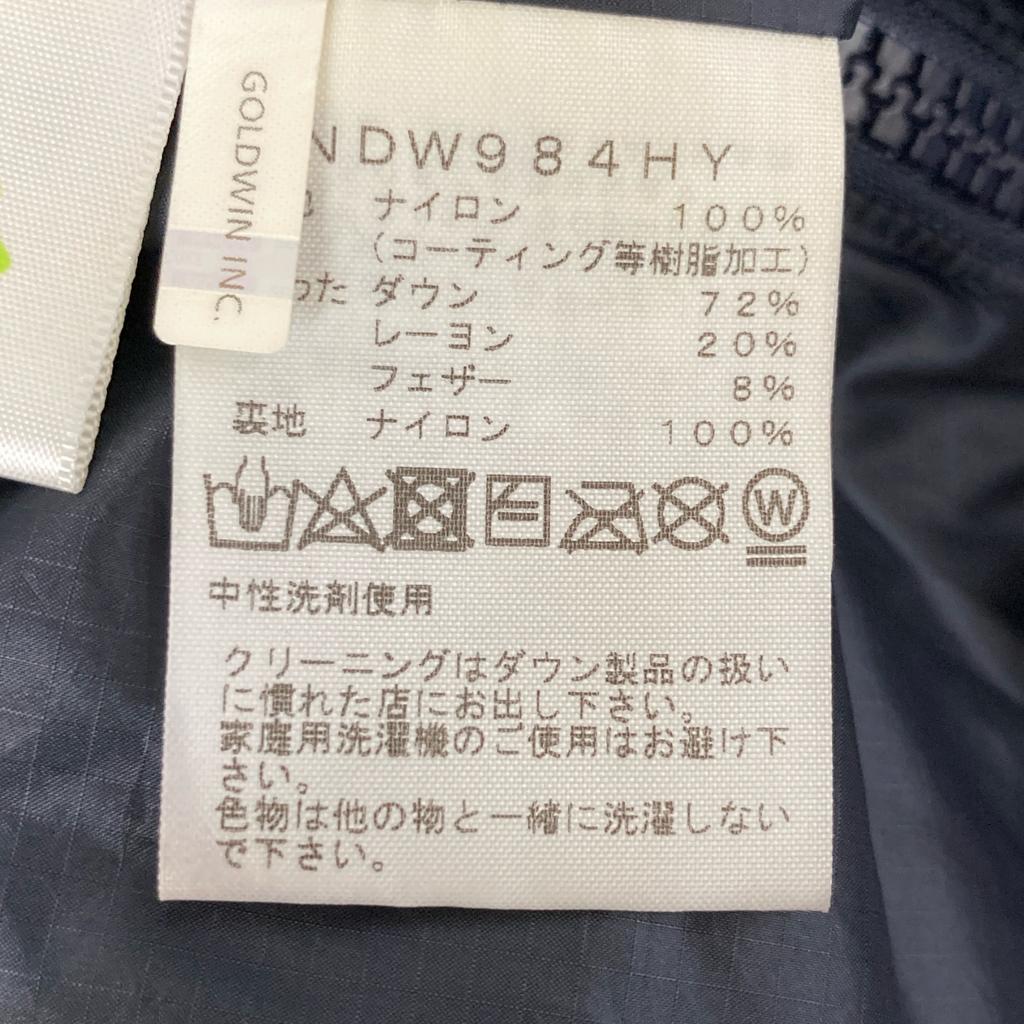 GOLDWIN INC.
NDW984HY
ナイロン 100%
(コーティング等樹脂加工)
った ダウン 72%
レーヨン 20%
フェザー 8%
裏地 ナイロン 100%
W
中性洗剤使用
クリーニングはダウン製品の扱い
に慣れた店にお出し下さい。
家庭用洗濯機のご使用はお避け下
さい。
色物は他の物と一緒に洗濯しない
で下さい。